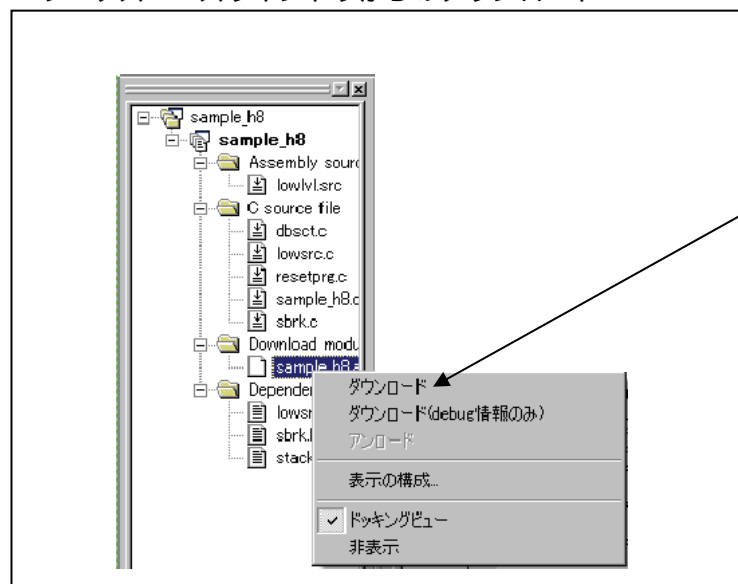 sample_h8
sample_h8
Assembly sourc
lowlvl.src
C source file
dbsct.c
lowsrc.c
resetprg.c
sample_h8.c
sbrk.c
Download modu
sample_h8.a
ダウンロード
ダウンロード(debug情報のみ)
アンロード
表示の構成...
ドッキングビュー
非表示
Depender
lowsr
sbrk.l
stack